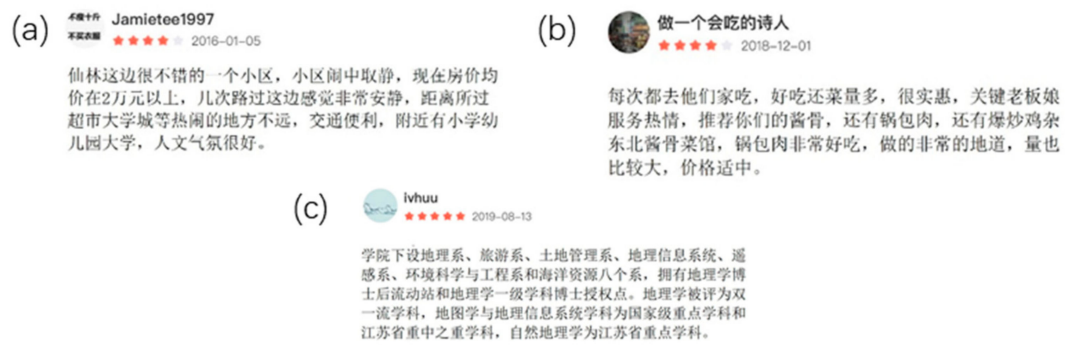 (a)
不瘦十斤
不买衣服
Jamietee1997
2016-01-05
仙林这边很不错的一个小区，小区闹中取静，现在房价均
价在2万元以上，几次路过这边感觉非常安静，距离所过
超市大学城等热闹的地方不远，交通便利，附近有小学幼
儿园大学，人文气氛很好。
(b)
做一个会吃的诗人
2018-12-01
每次都去他们家吃，好吃还菜量多，很实惠，关键老板娘
服务热情，推荐你们的酱骨，还有锅包肉，还有爆炒鸡杂
东北酱骨菜馆，锅包肉非常好吃，做的非常的地道，量也
比较大，价格适中。
(c)
ivhuu
2019-08-13
学院下设地理系、旅游系、土地管理系、地理信息系统、遥
感系、环境科学与工程系和海洋资源八个系，拥有地理学博
士后流动站和地理学一级学科博士授权点。地理学被评为双
一流学科，地图学与地理信息系统学科为国家级重点学科和
江苏省重中之重学科，自然地理学为江苏省重点学科。